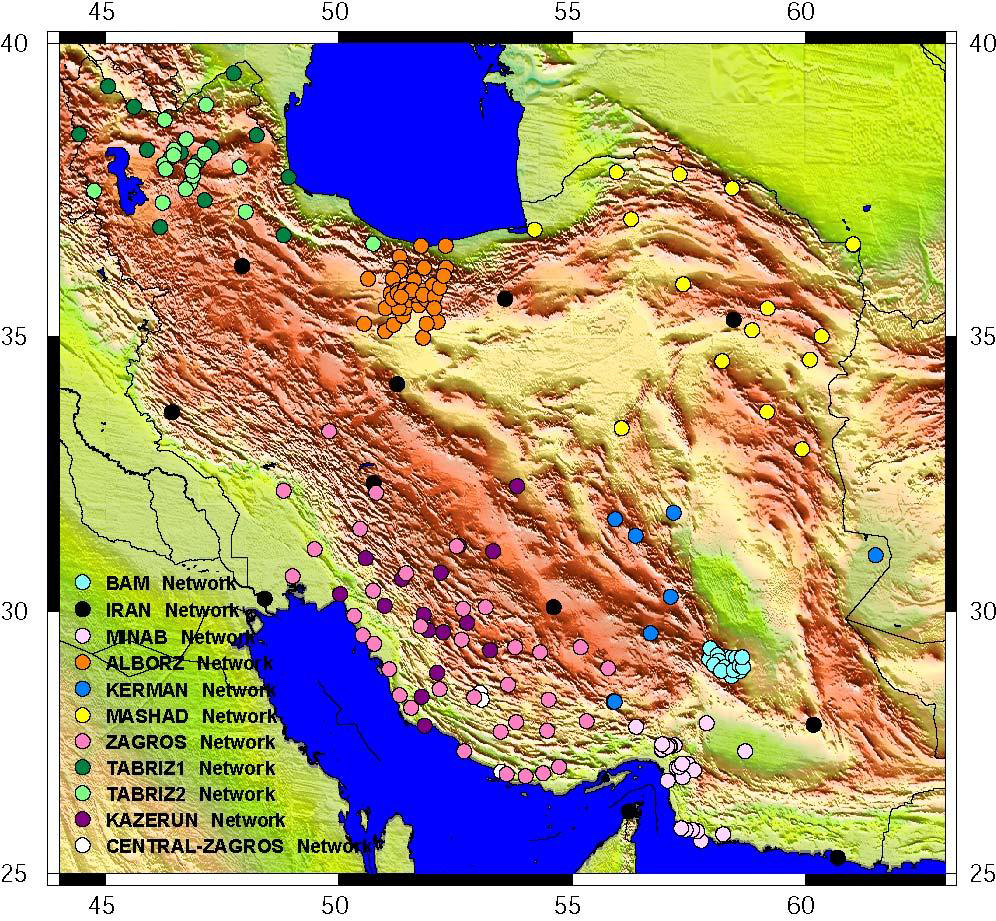 45 50 55 60
40 40
35 35
30 30
BAM Network
IRAN Network
MINAB Network
ALBORZ Network
KERMAN Network
MASHAD Network
ZAGROS Network
TABRIZ1 Network
TABRIZ2 Network
KAZERUN Network
CENTRAL-ZAGROS Network
25 25
45 50 55 60